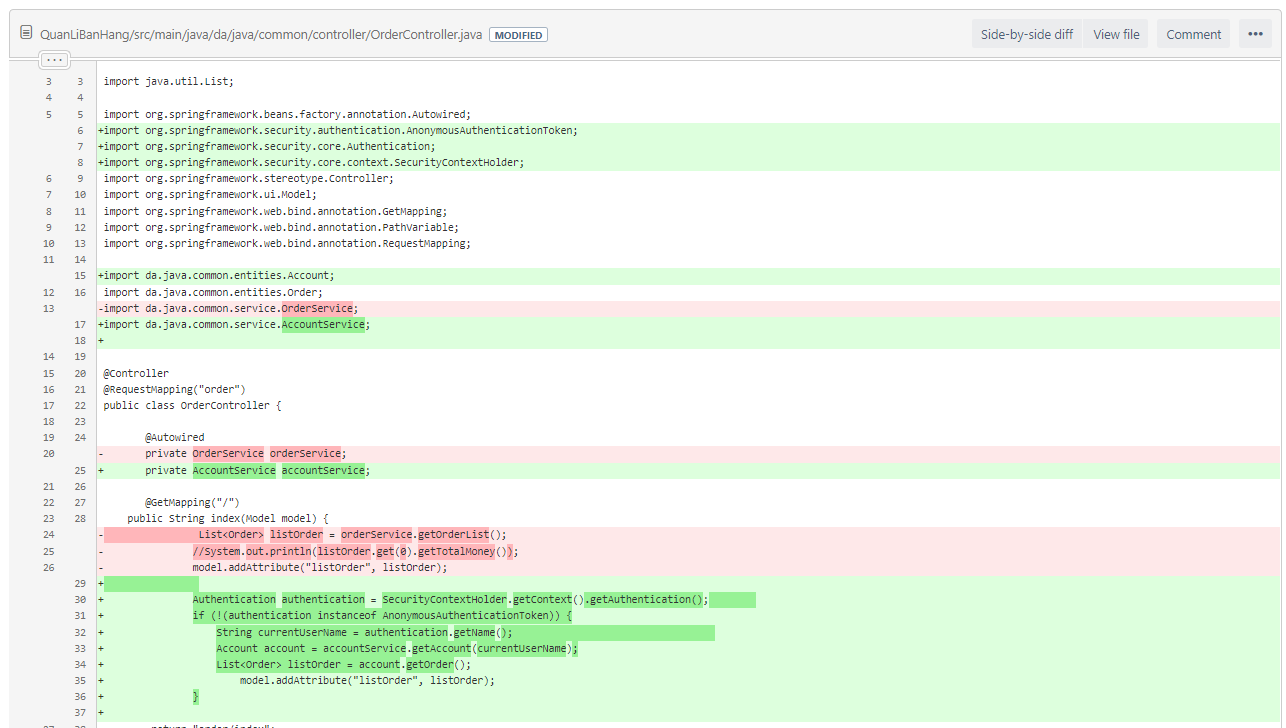 QuanLiBanHang/src/main/java/da/java/common/controller/OrderController.java MODIFIED Side-by-side diff View file Comment •••
...
3 3 import java.util.List;
4 4
5 5 import org.springframework.beans.factory.annotation.Autowired;
6 +import org.springframework.security.authentication.AnonymousAuthenticationToken;
7 +import org.springframework.security.core.Authentication;
8 +import org.springframework.security.core.context.SecurityContextHolder;
6 9 import org.springframework.stereotype.Controller;
7 10 import org.springframework.ui.Model;
8 11 import org.springframework.web.bind.annotation.GetMapping;
9 12 import org.springframework.web.bind.annotation.PathVariable;
10 13 import org.springframework.web.bind.annotation.RequestMapping;
11 14
15 +import da.java.common.entities.Account;
12 16 import da.java.common.entities.Order;
13 -import da.java.common.service.OrderService;
17 +import da.java.common.service.AccountService;
18 +
14 19
15 20 @Controller
16 21 @RequestMapping("order")
17 22 public class OrderController {
18 23
19 24 @Autowired
20 - private OrderService orderService;
25 + private AccountService accountService;
21 26
22 27 @GetMapping("/")
23 28 public String index(Model model) {
24 - List<Order> listOrder = orderService.getOrderList();
25 - //System.out.println(listOrder.get(0).getTotalMoney());
26 - model.addAttribute("listOrder", listOrder);
29 +
30 + Authentication authentication = SecurityContextHolder.getContext().getAuthentication();
31 + if (!(authentication instanceof AnonymousAuthenticationToken)) {
32 + String currentUserName = authentication.getName();
33 + Account account = accountService.getAccount(currentUserName);
34 + List<Order> listOrder = account.getOrder();
35 + model.addAttribute("listOrder", listOrder);
36 + }
37 +